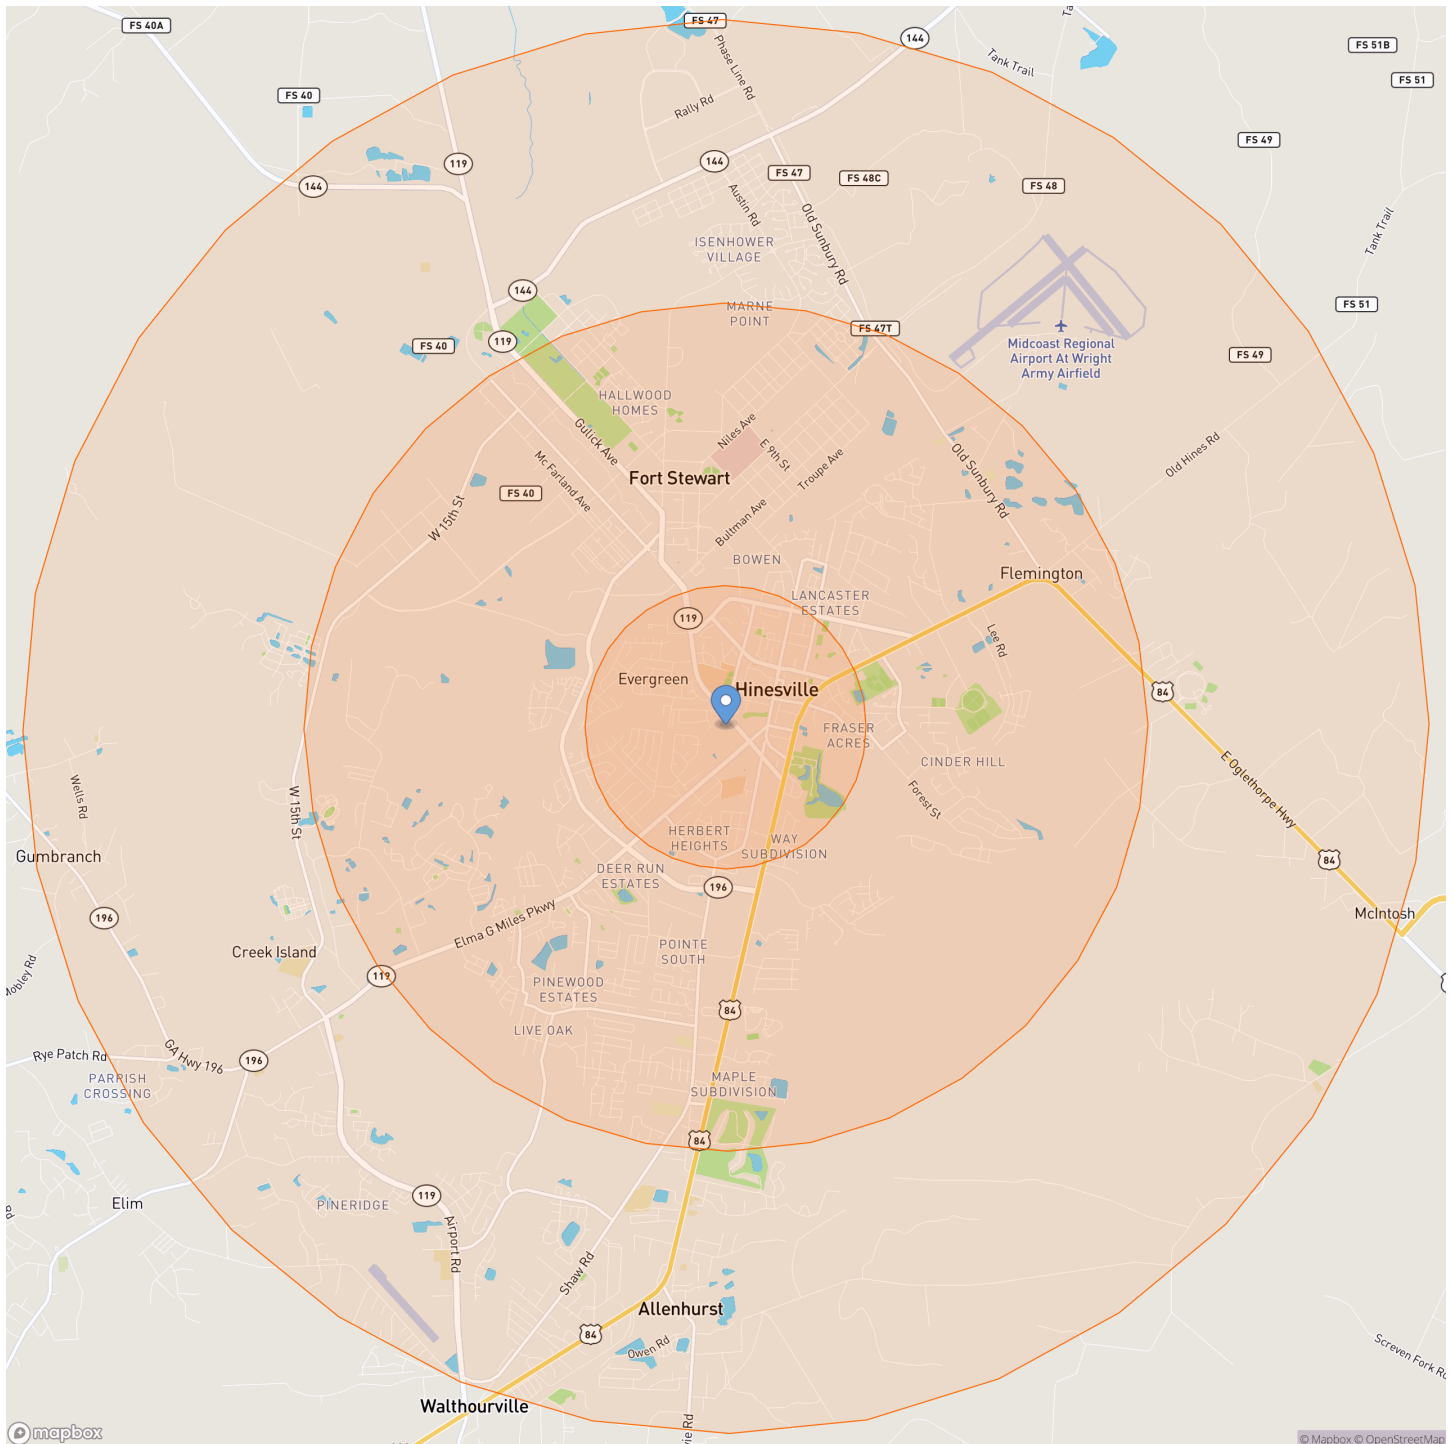 FS 40A
FS 47
144
Ta
Tank Trail
FS 51B
FS 51
Phase Line Rd
FS 40
Rally Rd
119
144
144
FS 47
FS 48C
FS 48
FS 49
Austin Rd
Old Sunbury Rd
Tank Trail
ISENHOWER
VILLAGE
144
MARNE
POINT
FS 51
119
FS 40
FS 47T
Midcoast Regional
Airport At Wright
Army Airfield
FS 49
HALLWOOD
HOMES
Gulick Ave
Niles Ave
E 9th St
Troupe Ave
Old Sunbury Rd
Old Hines Rd
Mc Farland Ave
Fort Stewart
FS 40
W 15th St
Bultman Ave
BOWEN
Flemington
LANCASTER
ESTATES
119
Lee Rd
Evergreen
Hinesville
84
FRASER
ACRES
CINDER HILL
E Oglethorpe Hwy
Wells Rd
W 15th St
Forest St
HERBERT
HEIGHTS
WAY
SUBDIVISION
Gumbranch
84
DEER RUN
ESTATES
196
196
Elma G Miles Pkwy
McIntosh
Creek Island
POINTE
SOUTH
119
Mobley Rd
PINEWOOD
ESTATES
84
LIVE OAK
Rye Patch Rd
GA Hwy 196
196
PARRISH
CROSSING
MAPLE
SUBDIVISION
84
119
Elim
PINERIDGE
Rd
Airport Rd
Shaw Rd
Allenhurst
84
Owen Rd
Screven Fork Rd
Walthourville
vie Rd
mapbox
© Mapbox © OpenStreetMap